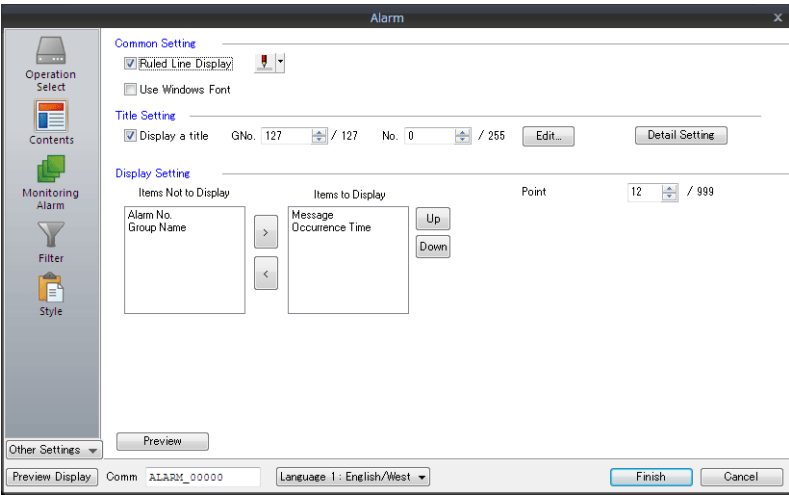 Alarm
x
Operation
Select
Contents
Monitoring
Alarm
Filter
Style
Other Settings
Common Setting
Ruled Line Display
Use Windows Font
Title Setting
Display a title GNo. 127 / 127 No. 0 / 255 Edit... Detail Setting
Display Setting
Items Not to Display Items to Display Point 12 / 999
Alarm No.
Group Name
>
<
Message
Occurrence Time
Up
Down
Preview
Preview Display Comm ALARM_00000 Language 1 : English/West Finish Cancel